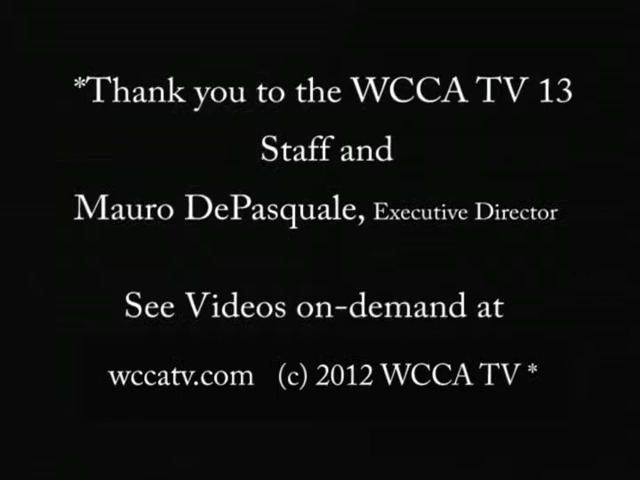 *Thank you to the WCCA TV 13
Staff and
Mauro DePasquale, Executive Director
See Videos on-demand at
wccatv.com (c) 2012 WCCA TV *